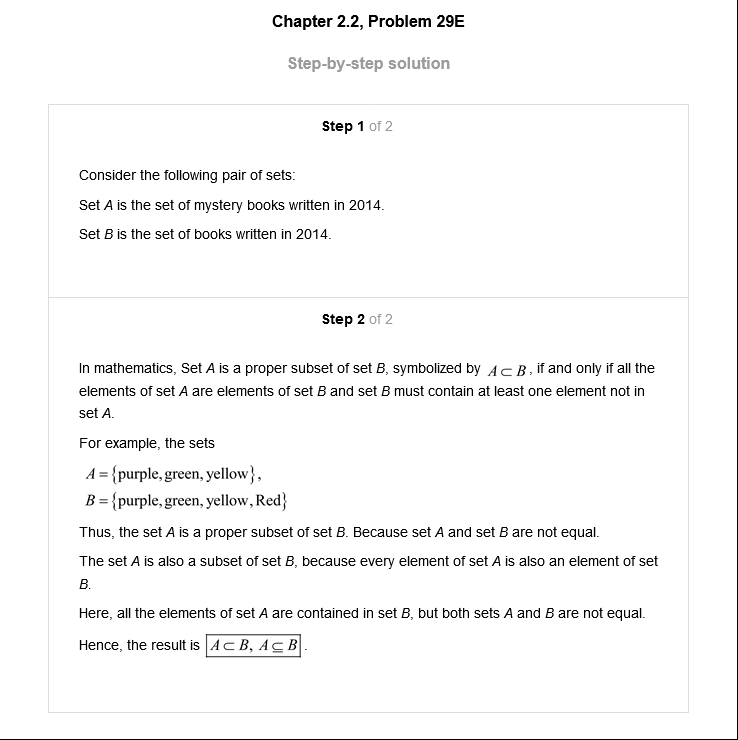 Chapter 2.2, Problem 29E
Step-by-step solution
Step 1 of 2
Consider the following pair of sets:
Set A is the set of mystery books written in 2014.
Set B is the set of books written in 2014.
Step 2 of 2
In mathematics, Set A is a proper subset of set B, symbolized by A ⊂ B, if and only if all the
elements of set A are elements of set B and set B must contain at least one element not in
set A.
For example, the sets
A = {purple, green, yellow},
B = {purple, green, yellow, Red}
Thus, the set A is a proper subset of set B. Because set A and set B are not equal.
The set A is also a subset of set B, because every element of set A is also an element of set
B.
Here, all the elements of set A are contained in set B, but both sets A and B are not equal.
Hence, the result is A ⊂ B, A ⊆ B.